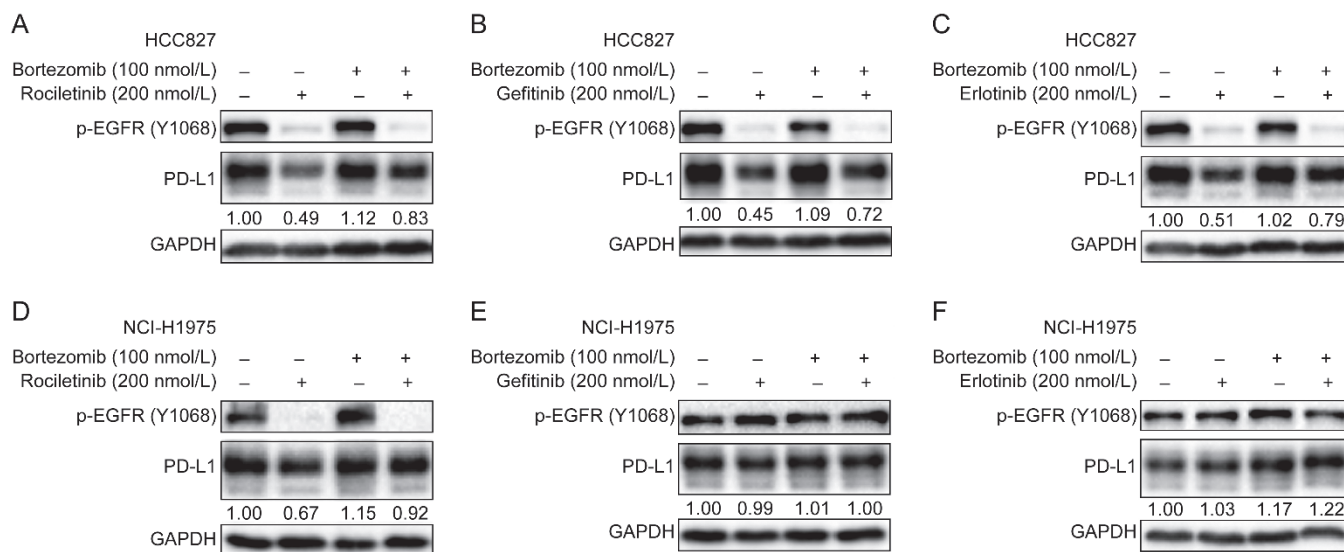 A
HCC827
Bortezomib (100 nmol/L) – – + +
Rociletinib (200 nmol/L) – + – +
p-EGFR (Y1068)
PD-L1
1.00 0.49 1.12 0.83
GAPDH
B
HCC827
Bortezomib (100 nmol/L) – – + +
Gefitinib (200 nmol/L) – + – +
p-EGFR (Y1068)
PD-L1
1.00 0.45 1.09 0.72
GAPDH
C
HCC827
Bortezomib (100 nmol/L) – – + +
Erlotinib (200 nmol/L) – + – +
p-EGFR (Y1068)
PD-L1
1.00 0.51 1.02 0.79
GAPDH
D
NCI-H1975
Bortezomib (100 nmol/L) – – + +
Rociletinib (200 nmol/L) – + – +
p-EGFR (Y1068)
PD-L1
1.00 0.67 1.15 0.92
GAPDH
E
NCI-H1975
Bortezomib (100 nmol/L) – – + +
Gefitinib (200 nmol/L) – + – +
p-EGFR (Y1068)
PD-L1
1.00 0.99 1.01 1.00
GAPDH
F
NCI-H1975
Bortezomib (100 nmol/L) – – + +
Erlotinib (200 nmol/L) – + – +
p-EGFR (Y1068)
PD-L1
1.00 1.03 1.17 1.22
GAPDH